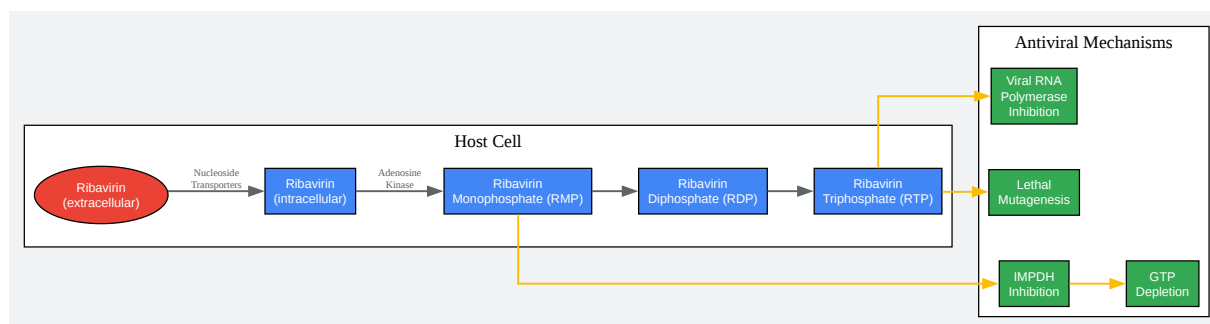 Antiviral Mechanisms
Viral RNA
Polymerase
Inhibition
Host Cell
Ribavirin
(extracellular)
Nucleoside
Transporters
Ribavirin
(intracellular)
Adenosine
Kinase
Ribavirin
Monophosphate (RMP)
Ribavirin
Diphosphate (RDP)
Ribavirin
Triphosphate (RTP)
Lethal
Mutagenesis
IMPDH
Inhibition
GTP
Depletion